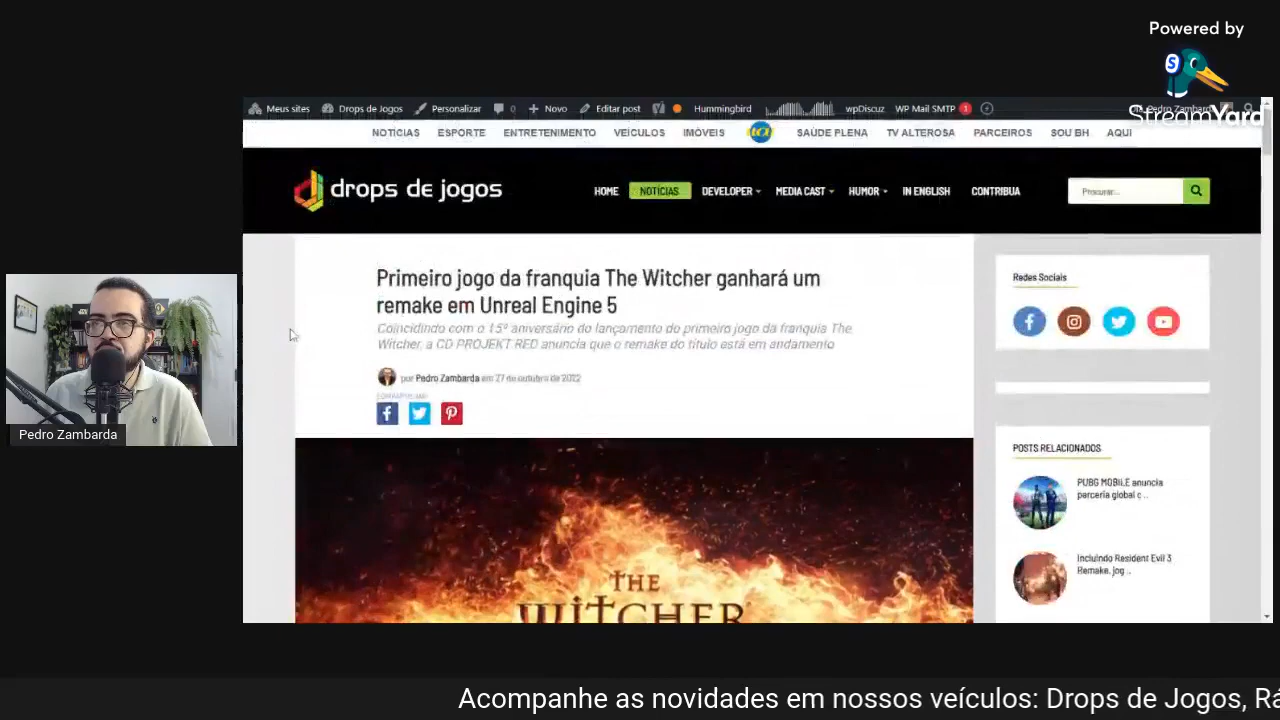 Powered by
StreamYard
Meus sites Drops de Jogos Personalizar 0 Novo Editar post Hummingbird wpDiscuz WP Mail SMTP 1 Pedro Zambard
NOTÍCIAS ESPORTE ENTRETENIMENTO VEÍCULOS IMÓVEIS uai SAÚDE PLENA TV ALTEROSA PARCEIROS SOU BH AQUI
drops de jogos
HOME NOTÍCIAS DEVELOPER MEDIA CAST HUMOR IN ENGLISH CONTRIBUA
Procurar...
Primeiro jogo da franquia The Witcher ganhará um
remake em Unreal Engine 5
Coincidindo com o 15º aniversário do lançamento do primeiro jogo da franquia The
Witcher, a CD PROJEKT RED anuncia que o remake do título está em andamento
por Pedro Zambarda em 27 de outubro de 2022
Redes Sociais
POSTS RELACIONADOS
PUBG MOBILE anuncia
parceria global c ..
Incluindo Resident Evil 3
Remake, jog ..
THE
WITCHER
Pedro Zambarda
Acompanhe as novidades em nossos veículos: Drops de Jogos, Rá